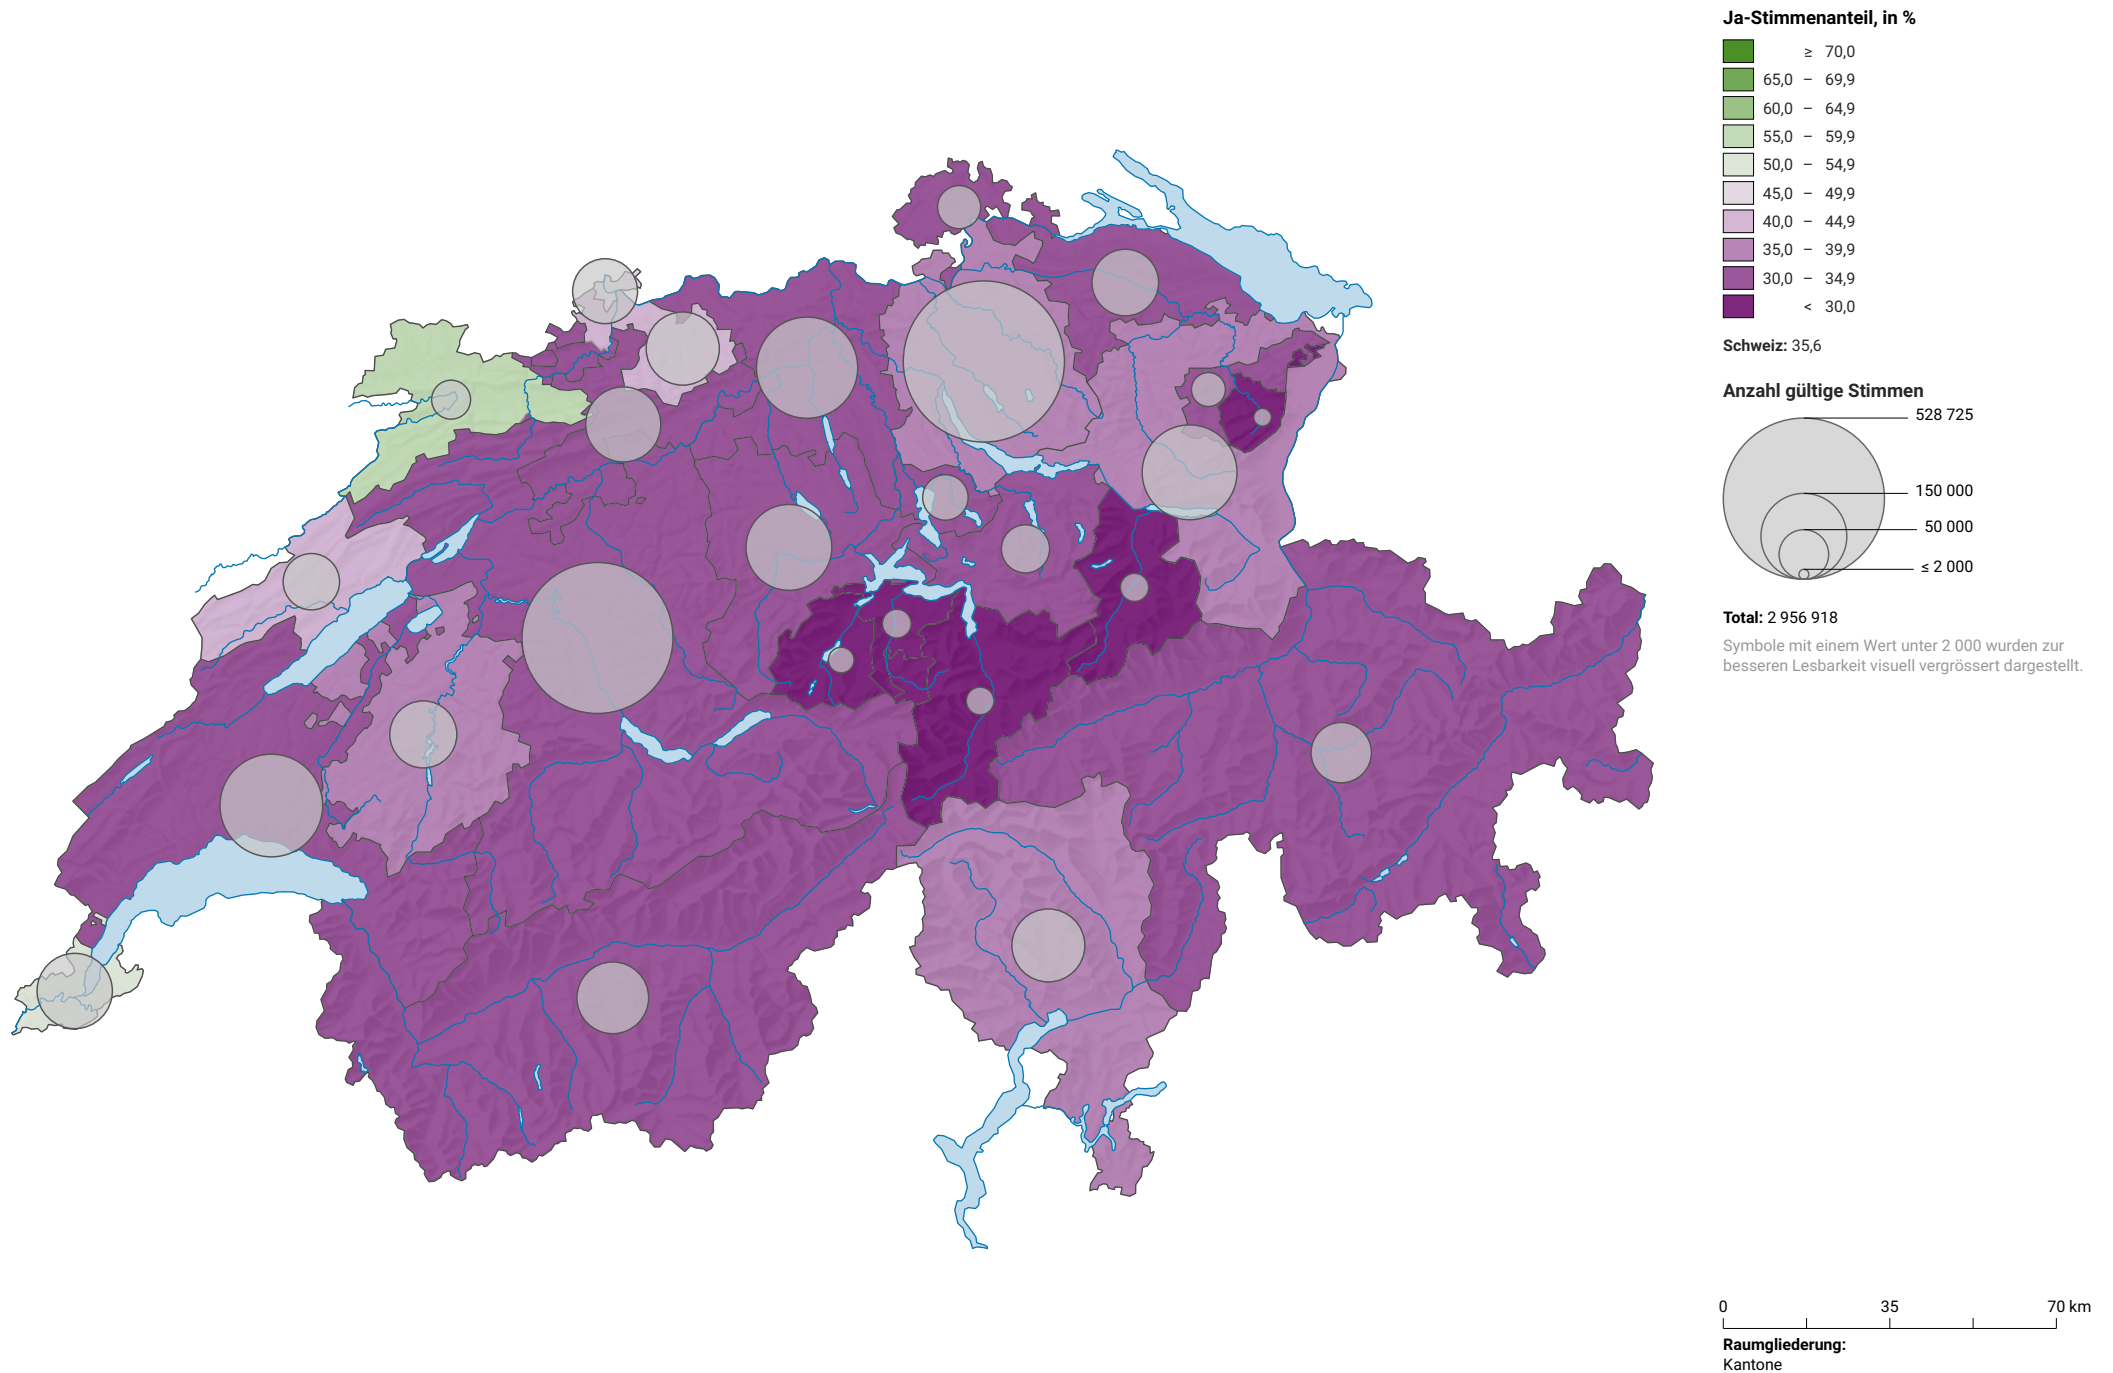 Ja-Stimmenanteil, in %
≥ 70,0
65,0 – 69,9
60,0 – 64,9
55,0 – 59,9
50,0 – 54,9
45,0 – 49,9
40,0 – 44,9
35,0 – 39,9
30,0 – 34,9
< 30,0
Schweiz: 35,6
Anzahl gültige Stimmen
528 725
150 000
50 000
≤ 2 000
Total: 2 956 918
Symbole mit einem Wert unter 2 000 wurden zur
besseren Lesbarkeit visuell vergrössert dargestellt.
0 35 70 km
Raumgliederung:
Kantone